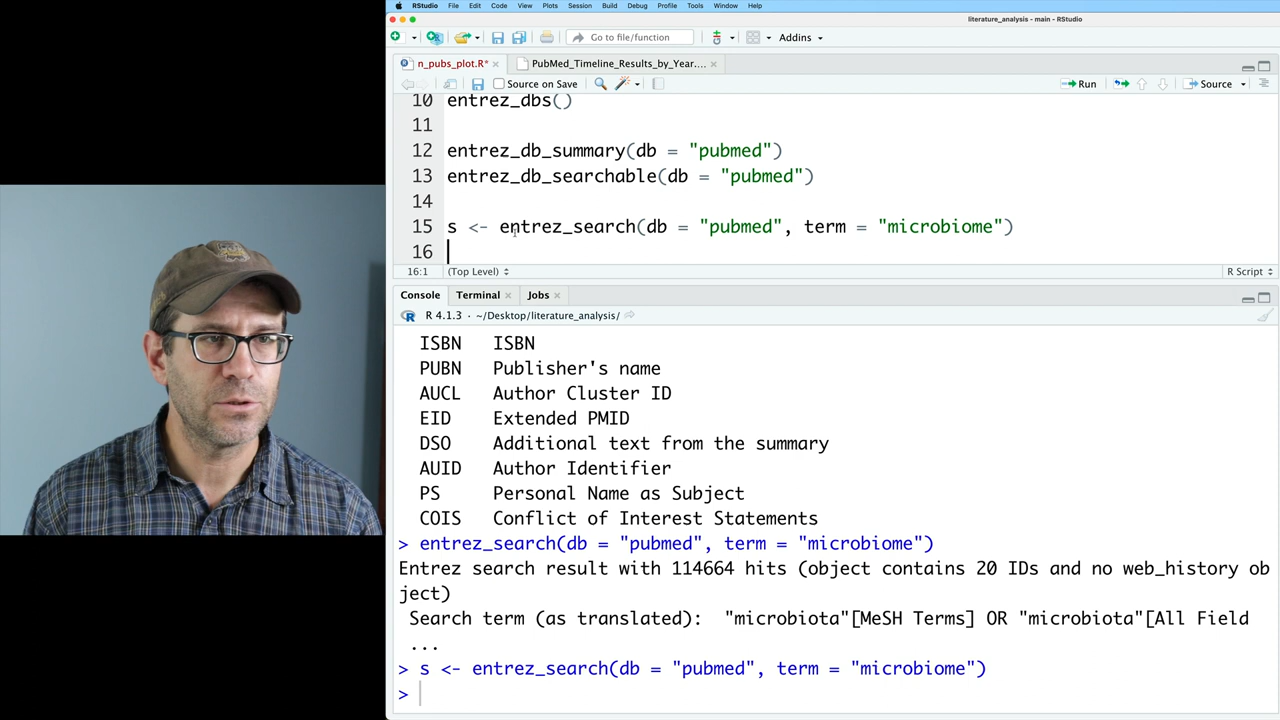 RStudio File Edit Code View Plots Session Build Debug Profile Tools Window Help
literature_analysis - main - RStudio
Go to file/function Addins
n_pubs_plot.R* PubMed_Timeline_Results_by_Year....
Source on Save Run Source
10 entrez_dbs()
11
12 entrez_db_summary(db = "pubmed")
13 entrez_db_searchable(db = "pubmed")
14
15 s <- entrez_search(db = "pubmed", term = "microbiome")
16
16:1 (Top Level) R Script
Console Terminal Jobs
R 4.1.3 · ~/Desktop/literature_analysis/
ISBN ISBN
PUBN Publisher's name
AUCL Author Cluster ID
EID Extended PMID
DSO Additional text from the summary
AUID Author Identifier
PS Personal Name as Subject
COIS Conflict of Interest Statements
> entrez_search(db = "pubmed", term = "microbiome")
Entrez search result with 114664 hits (object contains 20 IDs and no web_history ob
ject)
Search term (as translated): "microbiota"[MeSH Terms] OR "microbiota"[All Field
...
> s <- entrez_search(db = "pubmed", term = "microbiome")
>